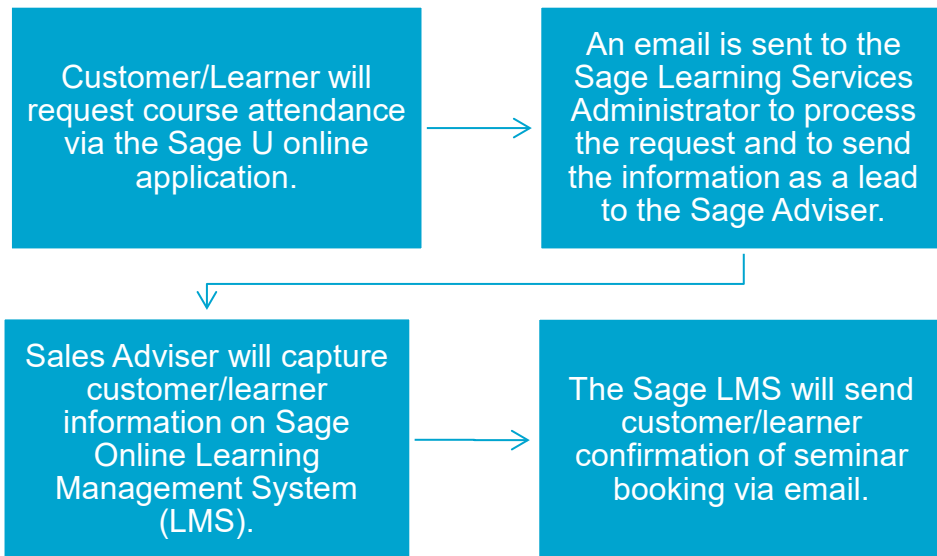 Customer/Learner will
request course attendance
via the Sage U online
application.
An email is sent to the
Sage Learning Services
Administrator to process
the request and to send
the information as a lead
to the Sage Adviser.
Sales Adviser will capture
customer/learner
information on Sage
Online Learning
Management System
(LMS).
The Sage LMS will send
customer/learner
confirmation of seminar
booking via email.